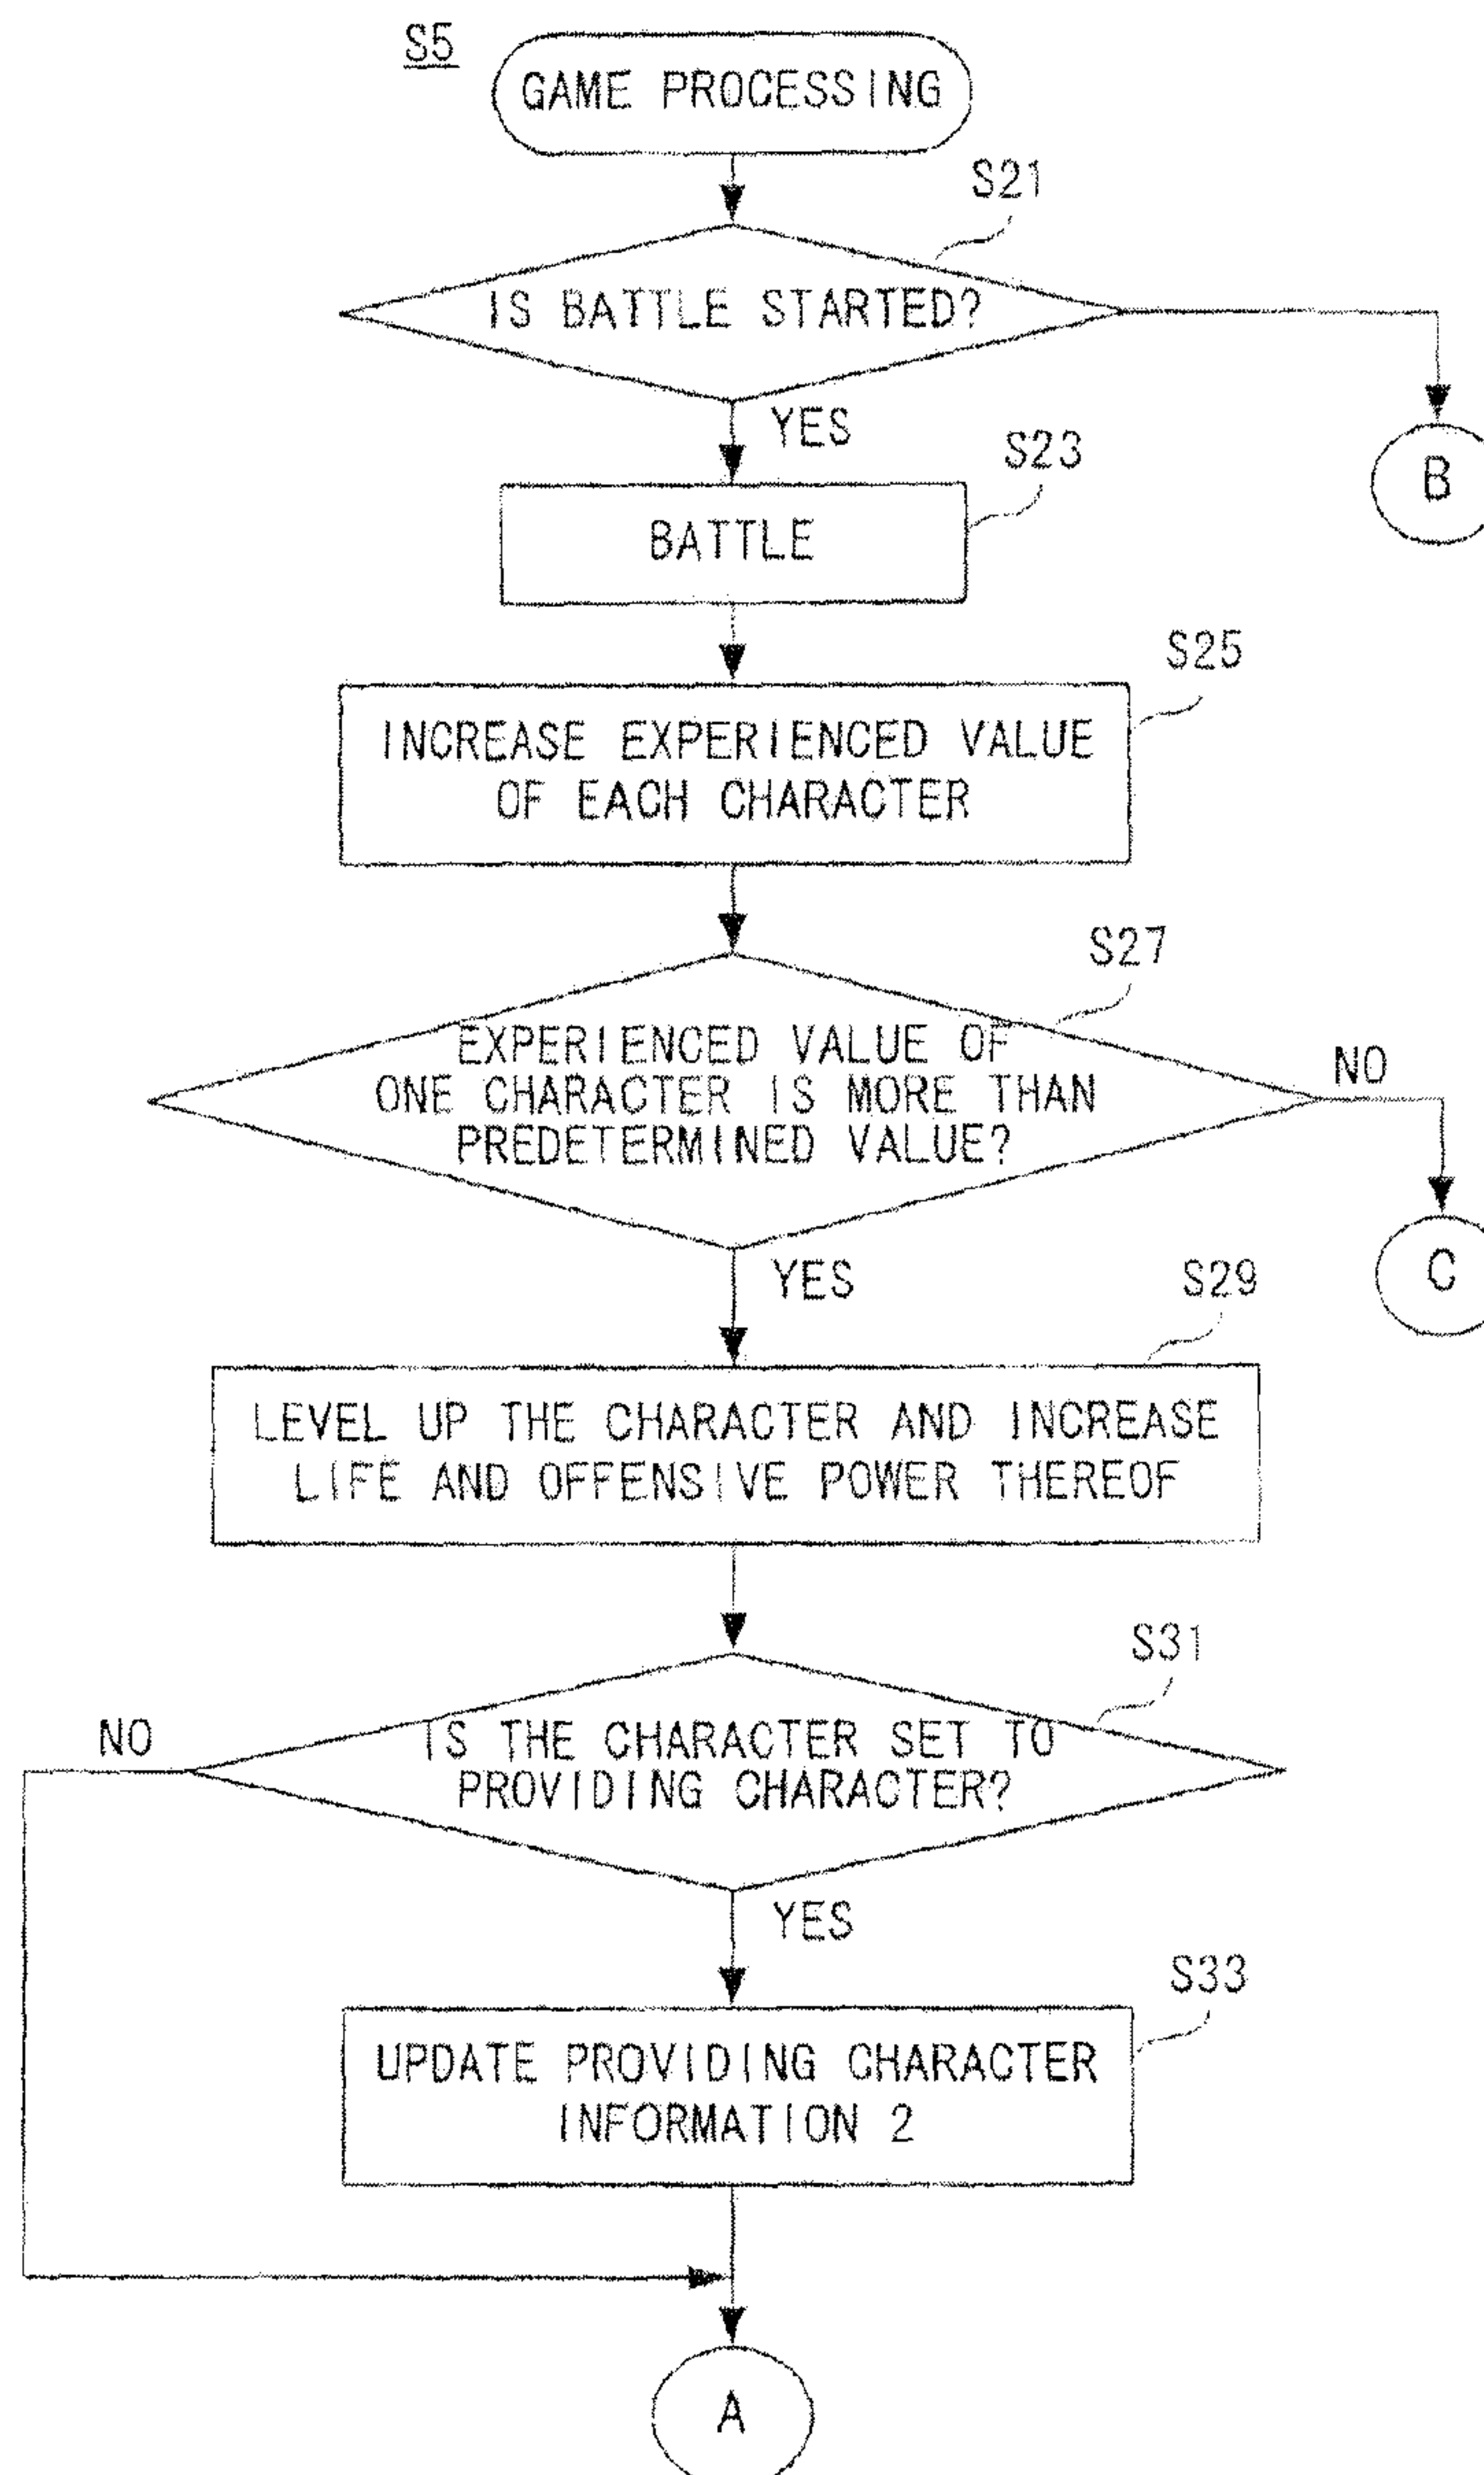 S5
GAME PROCESSING
S21
IS BATTLE STARTED?
YES
B
S23
BATTLE
S25
INCREASE EXPERIENCED VALUE
OF EACH CHARACTER
S27
EXPERIENCED VALUE OF
ONE CHARACTER IS MORE THAN
PREDETERMINED VALUE?
NO
C
YES
S29
LEVEL UP THE CHARACTER AND INCREASE
LIFE AND OFFENSIVE POWER THEREOF
S31
NO
IS THE CHARACTER SET TO
PROVIDING CHARACTER?
YES
S33
UPDATE PROVIDING CHARACTER
INFORMATION 2
A